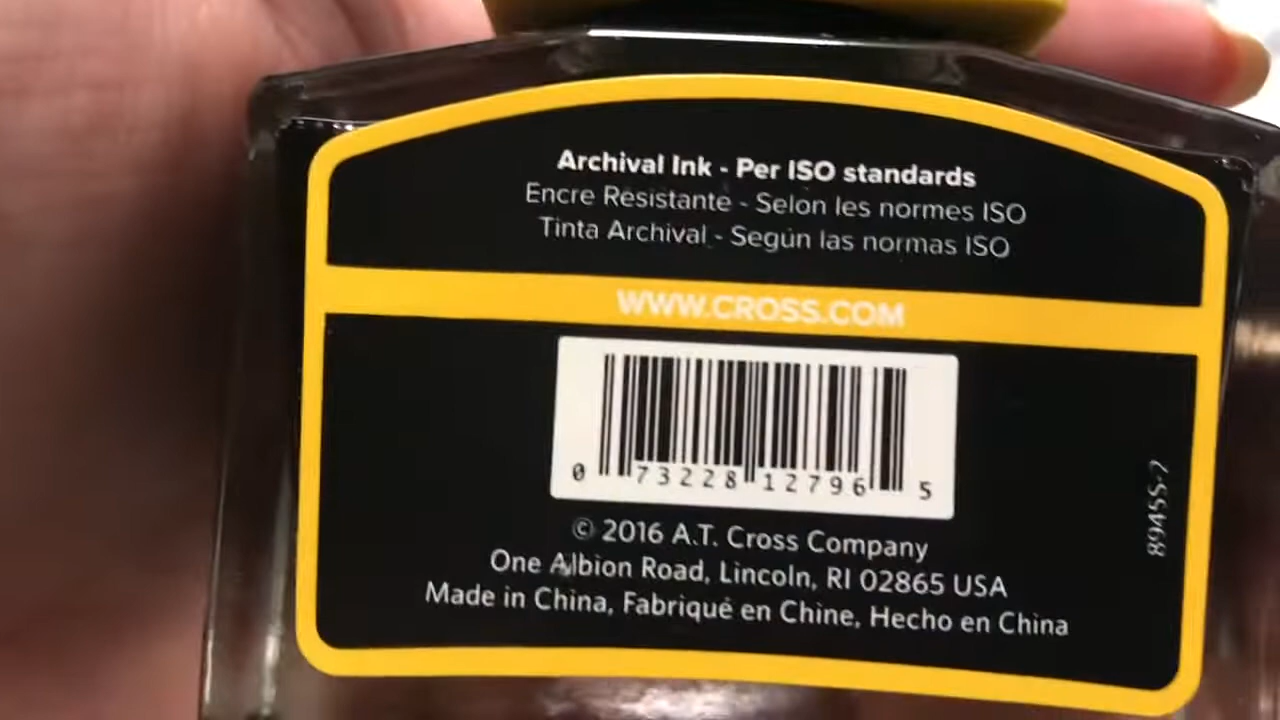 Archival Ink - Per ISO standards
Encre Résistante - Selon les normes ISO
Tinta Archival - Según las normas ISO
WWW.CROSS.COM
0 73228 12796 5
© 2016 A.T. Cross Company
One Albion Road, Lincoln, RI 02865 USA
Made in China, Fabriqué en Chine, Hecho en China
8945S-2